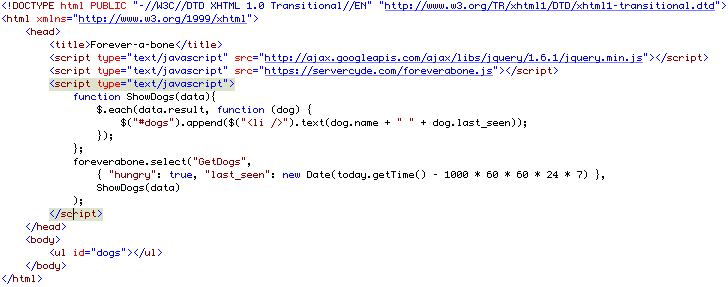 <!DOCTYPE html PUBLIC "-//W3C//DTD XHTML 1.0 Transitional//EN" "http://www.w3.org/TR/xhtml1/DTD/xhtml1-transitional.dtd">
<html xmlns="http://www.w3.org/1999/xhtml">
    <head>
        <title>Forever-a-bone</title>
        <script type="text/javascript" src="http://ajax.googleapis.com/ajax/libs/jquery/1.6.1/jquery.min.js"></script>
        <script type="text/javascript" src="https://servercyde.com/foreverabone.js"></script>
        <script type="text/javascript">
            function ShowDogs(data){
                $.each(data.result, function (dog) {
                    $("#dogs").append($("<li />").text(dog.name + " " + dog.last_seen));
                });
            };
            foreverabone.select("GetDogs",
                { "hungry": true, "last_seen": new Date(today.getTime() - 1000 * 60 * 60 * 24 * 7) },
                ShowDogs(data)
            );
        </script>
    </head>
    <body>
        <ul id="dogs"></ul>
    </body>
</html>